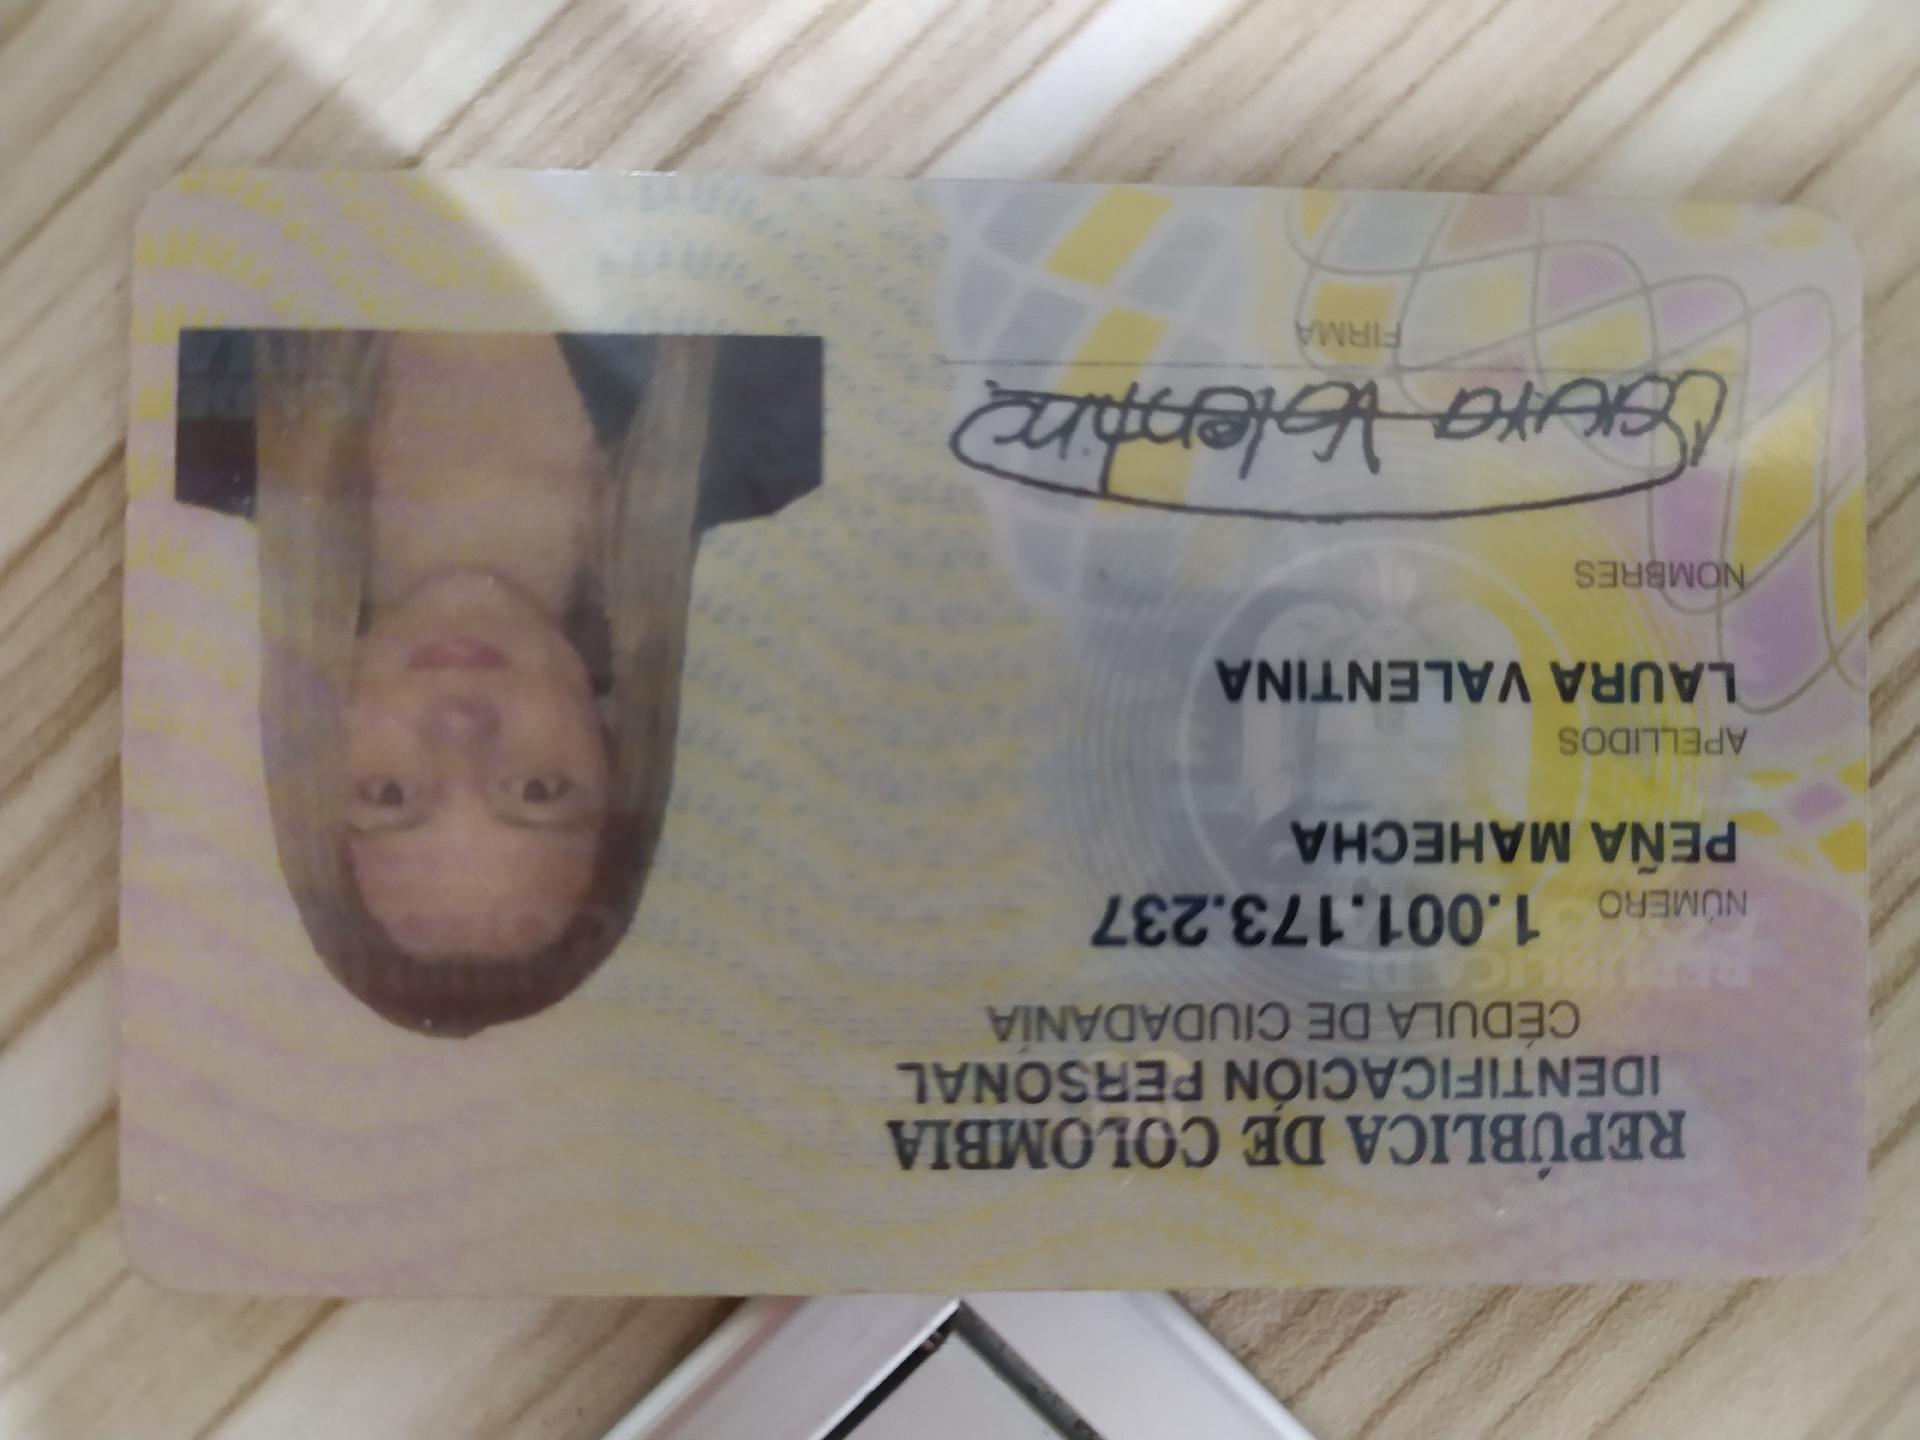 REPÚBLICA DE COLOMBIA
IDENTIFICACIÓN PERSONAL
CÉDULA DE CIUDADANÍA
NÚMERO 1.001.173.237
PEÑA MAHECHA
APELLIDOS
LAURA VALENTINA
NOMBRES
Laura Valentina
FIRMA